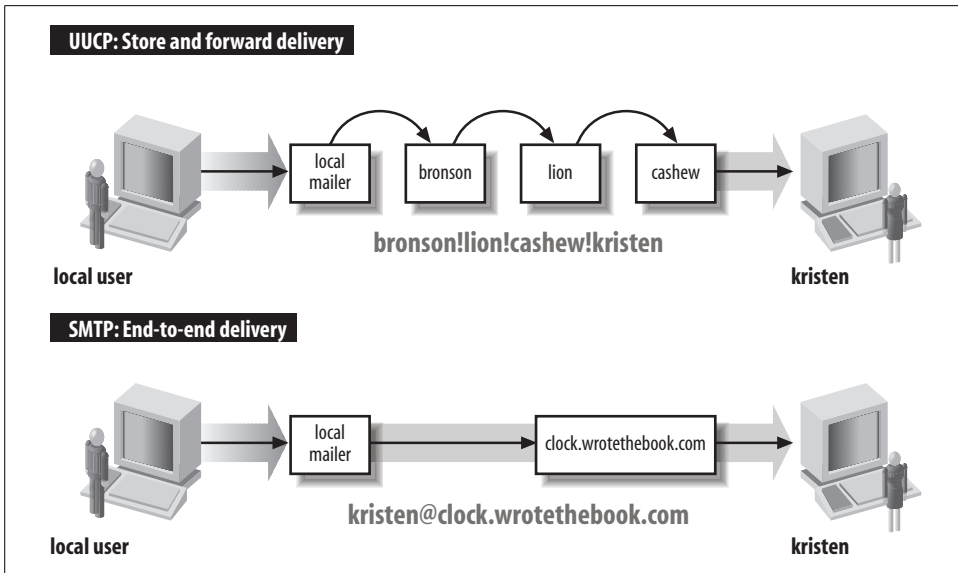 UUCP: Store and forward delivery
local
mailer
bronson
lion
cashew
bronson!lion!cashew!kristen
local user
kristen
SMTP: End-to-end delivery
local
mailer
clock.wrotethebook.com
kristen@clock.wrotethebook.com
local user
kristen